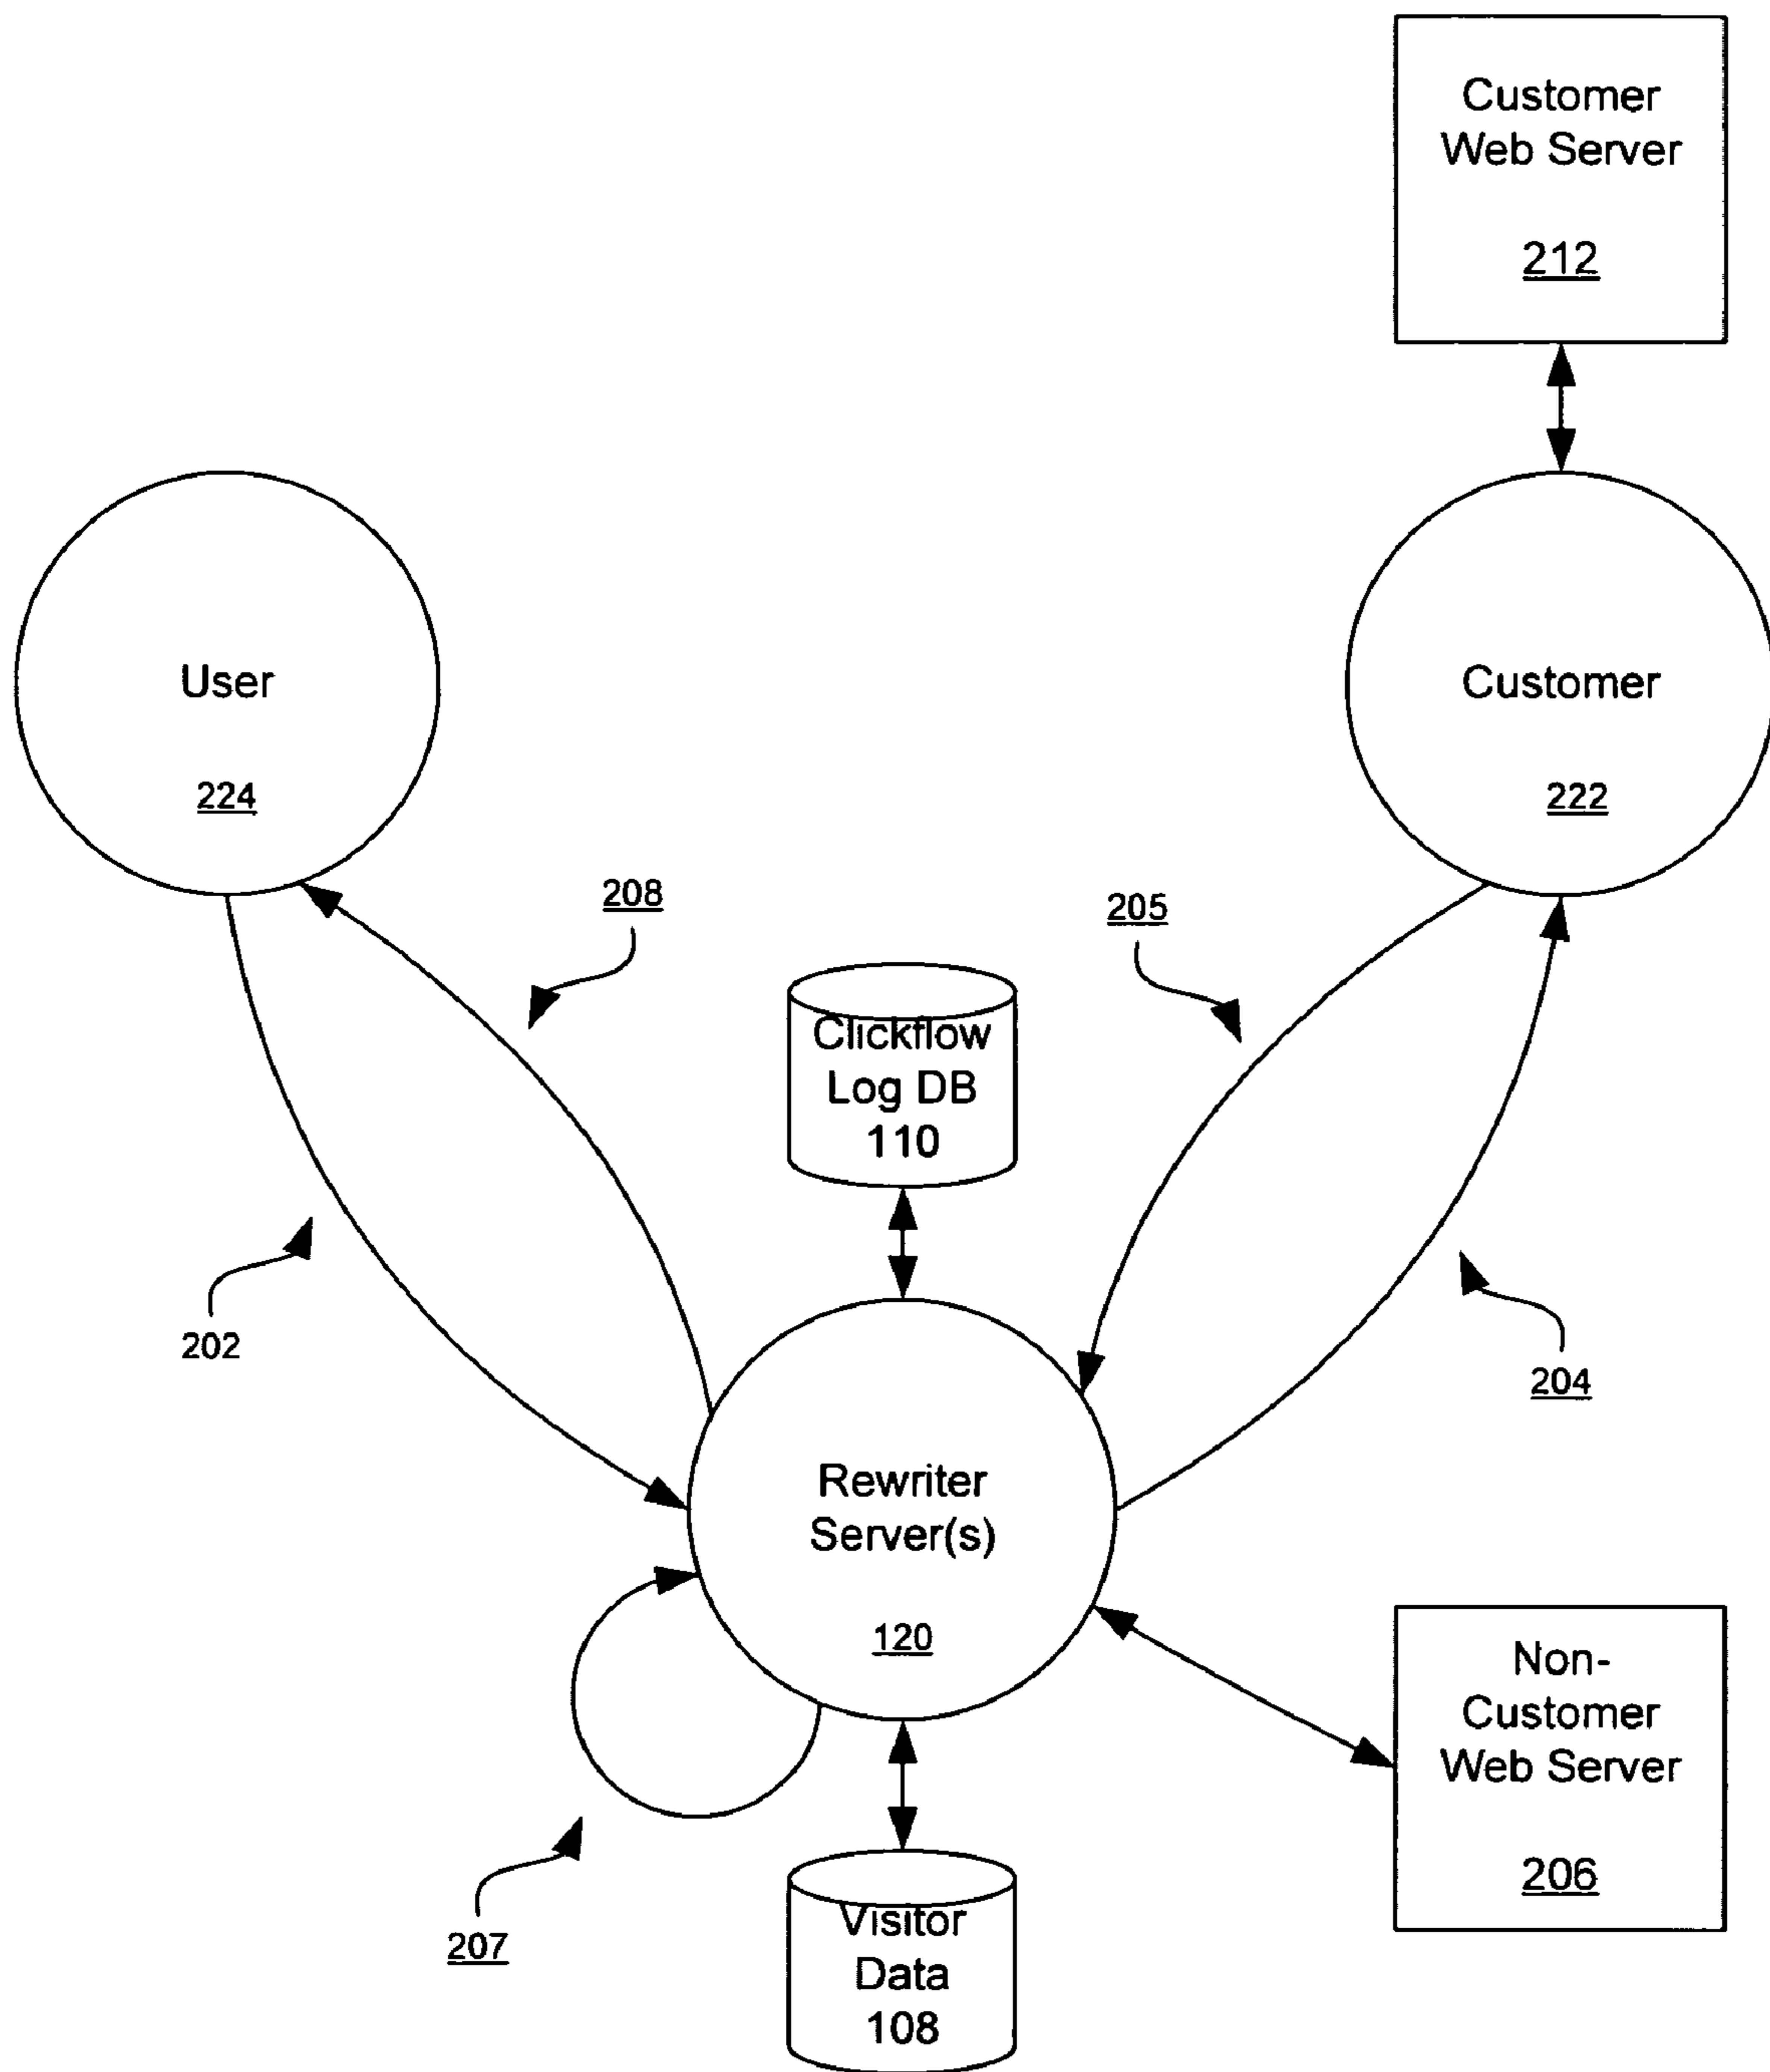 Customer
Web Server
212
User
224
Customer
222
208
205
Clickflow
Log DB
110
202
204
Rewriter
Server(s)
120
Non-
Customer
Web Server
206
207
Visitor
Data
108